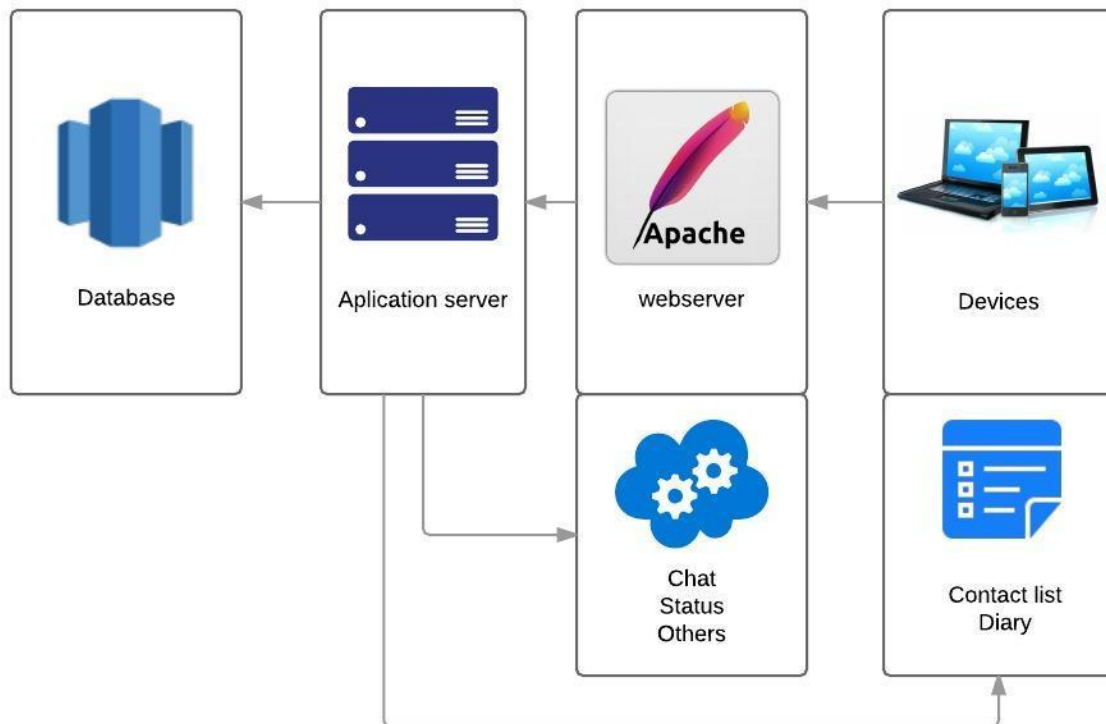 Apache
Database
Aplication server
webserver
Devices
Chat
Status
Others
Contact list
Diary